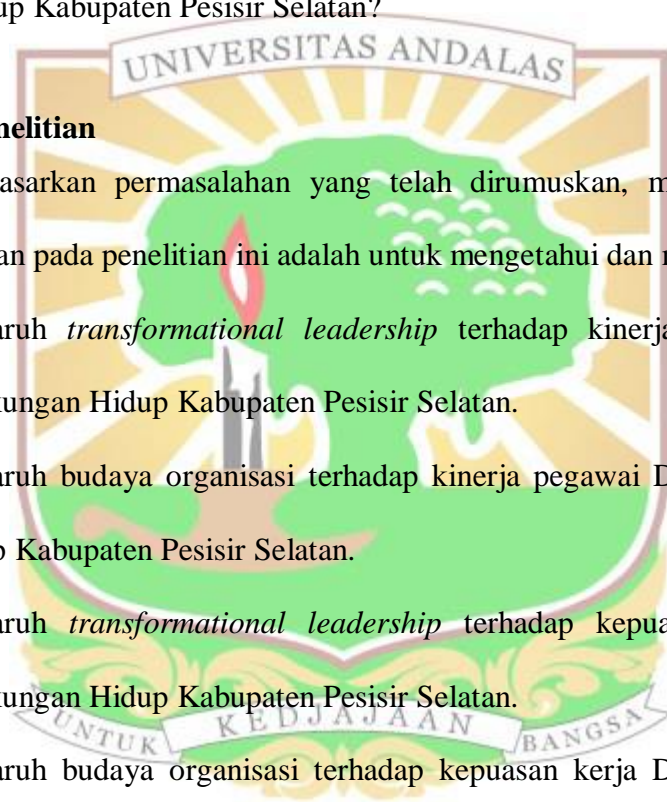 up Kabupaten Pesisir Selatan?
UNIVERSITAS ANDALAS
nelitian
asarkan permasalahan yang telah dirumuskan, m
an pada penelitian ini adalah untuk mengetahui dan
aruh transformational leadership terhadap kinerja
kungan Hidup Kabupaten Pesisir Selatan.
aruh budaya organisasi terhadap kinerja pegawai D
p Kabupaten Pesisir Selatan.
aruh transformational leadership terhadap kepua
kungan Hidup Kabupaten Pesisir Selatan.
UNTUK KEDJAJAAN BANGSA
aruh budaya organisasi terhadap kepuasan kerja D